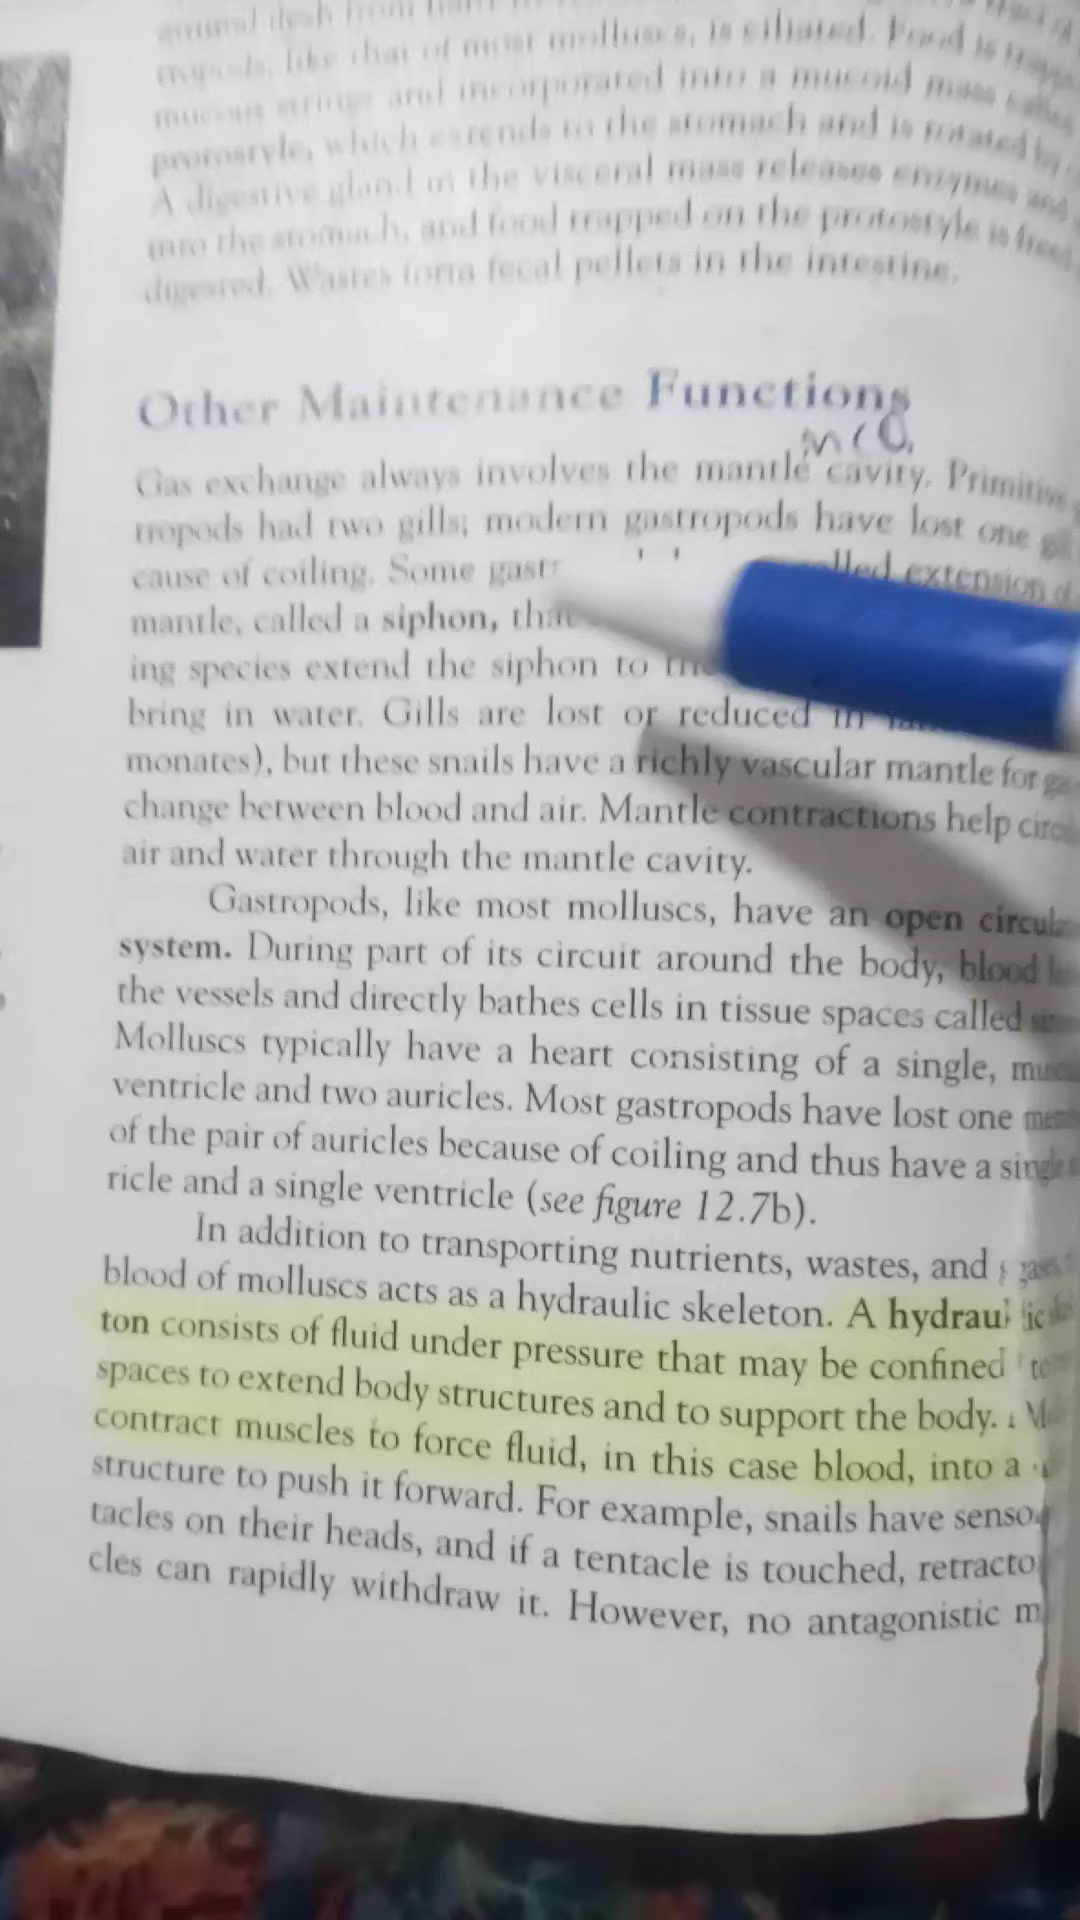 mucous strings and incorporated into a mucoid mass
protostyle, which extends to the stomach and is rotated by
A digestive gland in the visceral mass releases enzymes and
into the stomach, and food trapped on the protostyle is freed
digested. Wastes form fecal pellets in the intestine.
Other Maintenance Functions
MCQ
Gas exchange always involves the mantle cavity. Primitive
tropods had two gills; modern gastropods have lost one
cause of coiling. Some extension
mantle, called a siphon,
ing species extend the siphon to
bring in water. Gills are lost or reduced in
monates), but these snails have a richly vascular mantle for
change between blood and air. Mantle contractions help
air and water through the mantle cavity.
Gastropods, like most molluscs, have an open
system. During part of its circuit around the body, blood
the vessels and directly bathes cells in tissue spaces called
Molluscs typically have a heart consisting of a single,
ventricle and two auricles. Most gastropods have lost one
of the pair of auricles because of coiling and thus have a
ricle and a single ventricle (see figure 12.7b).
In addition to transporting nutrients, wastes, and
blood of molluscs acts as a hydraulic skeleton. A
ton consists of fluid under pressure that may be confined
spaces to extend body structures and to support the body.
contract muscles to force fluid, in this case blood, into a
structure to push it forward. For example, snails have
tacles on their heads, and if a tentacle is touched,
cles can rapidly withdraw it. However, no antagonistic